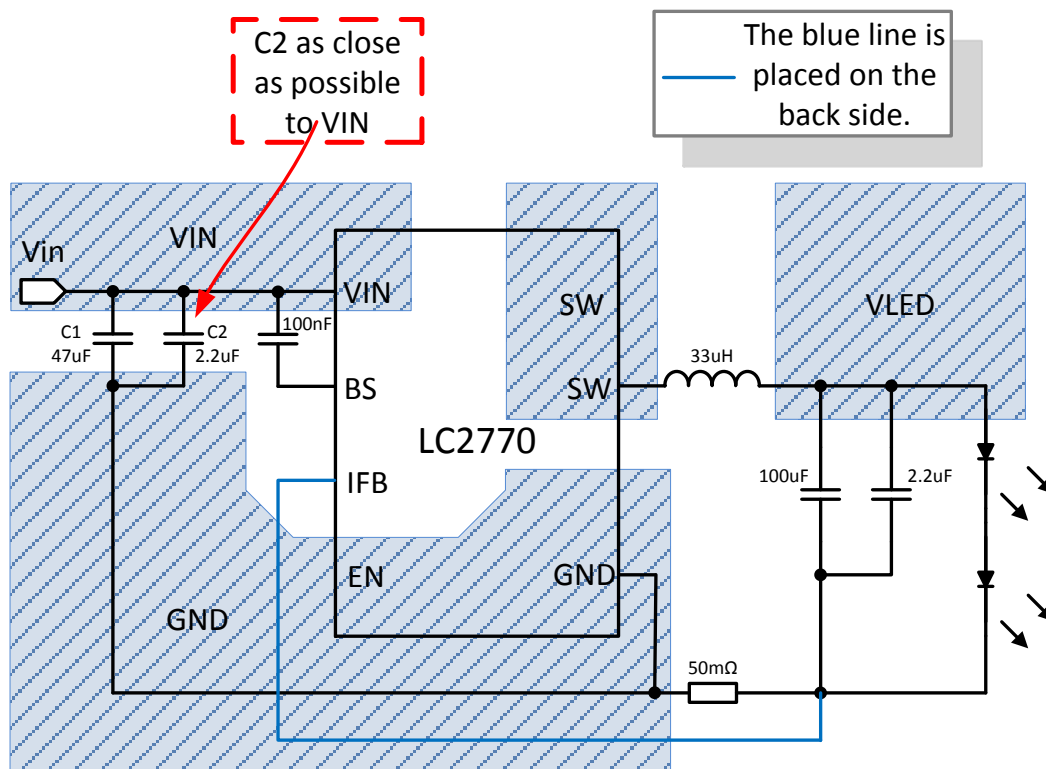 C2 as close
as possible
to VIN
The blue line is
placed on the
back side.
VIN
Vin
VIN
SW
VLED
C1
47uF
C2
2.2uF
100nF
33uH
BS
SW
LC2770
IFB
100uF
2.2uF
EN
GND
GND
50mΩ